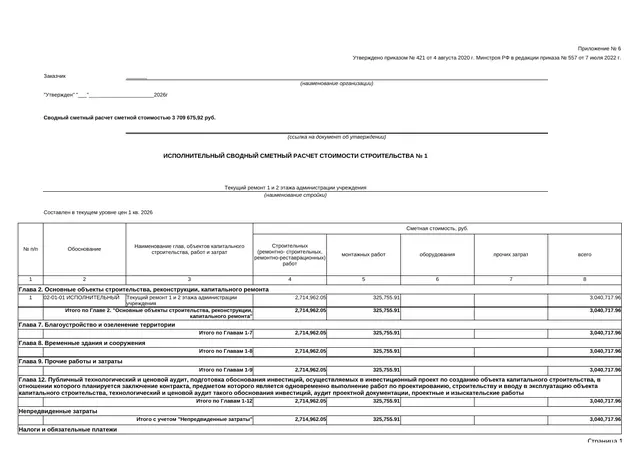 Приложение № 6
Утверждено приказом № 421 от 4 августа 2020 г. Минстроя РФ в редакции приказа № 557 от 7 июля 2022 г.
Заказчик ________
(наименование организации)
"Утвержден" "___"______________________2026г
Сводный сметный расчет сметной стоимостью 3 709 675,92 руб.
(ссылка на документ об утверждении)
ИСПОЛНИТЕЛЬНЫЙ СВОДНЫЙ СМЕТНЫЙ РАСЧЕТ СТОИМОСТИ СТРОИТЕЛЬСТВА № 1
Текущий ремонт 1 и 2 этажа администрации учреждения
(наименование стройки)
Составлен в текущем уровне цен 1 кв. 2026
№ п/п
Обоснование
Наименование глав, объектов капитального
строительства, работ и затрат
Сметная стоимость, руб.
Строительных
(ремонтно- строительных,
ремонтно-реставрационных)
работ
монтажных работ
оборудования
прочих затрат
всего
1 2 3 4 5 6 7 8
Глава 2. Основные объекты строительства, реконструкции, капитального ремонта
1 02-01-01 ИСПОЛНИТЕЛЬНЫЙ Текущий ремонт 1 и 2 этажа администрации 2,714,962.05 325,755.91 3,040,717.96
учреждения
Итого по Главе 2. "Основные объекты строительства, реконструкции, 2,714,962.05 325,755.91 3,040,717.96
капитального ремонта"
Глава 7. Благоустройство и озеленение территории
Итого по Главам 1-7 2,714,962.05 325,755.91 3,040,717.96
Глава 8. Временные здания и сооружения
Итого по Главам 1-8 2,714,962.05 325,755.91 3,040,717.96
Глава 9. Прочие работы и затраты
Итого по Главам 1-9 2,714,962.05 325,755.91 3,040,717.96
Глава 12. Публичный технологический и ценовой аудит, подготовка обоснования инвестиций, осуществляемых в инвестиционный проект по созданию объекта капитального строительства, в
отношении которого планируется заключение контракта, предметом которого является одновременно выполнение работ по проектированию, строительству и вводу в эксплуатацию объекта
капитального строительства, технологический и ценовой аудит такого обоснования инвестиций, аудит проектной документации, проектные и изыскательские работы
Итого по Главам 1-12 2,714,962.05 325,755.91 3,040,717.96
Непредвиденные затраты
Итого с учетом "Непредвиденные затраты" 2,714,962.05 325,755.91 3,040,717.96
Налоги и обязательные платежи
Страница 1